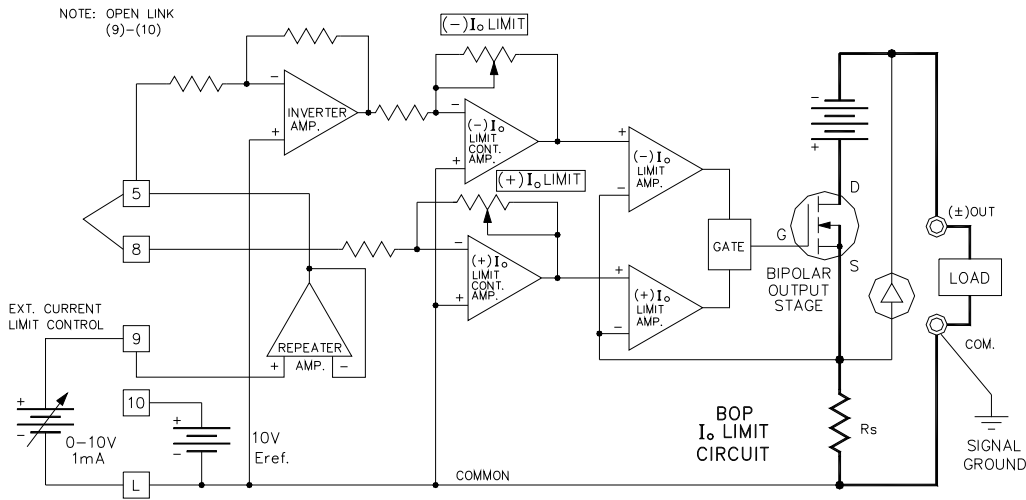 NOTE: OPEN LINK
(9)–(10)
(−)Iₒ LIMIT
−
+
INVERTER
AMP.
−
+
(−)Iₒ
LIMIT
CONT.
AMP.
(+)Iₒ LIMIT
+
−
(−)Iₒ
LIMIT
AMP.
−
+
D
G
S
(±)OUT
LOAD
COM.
GATE
BIPOLAR
OUTPUT
STAGE
5
8
−
+
(+)Iₒ
LIMIT
CONT.
AMP.
+
−
(+)Iₒ
LIMIT
AMP.
EXT. CURRENT
LIMIT CONTROL
9
REPEATER
AMP.
+
−
10
+
−
0–10V
1mA
+
−
10V
Eref.
L
COMMON
BOP
Iₒ LIMIT
CIRCUIT
Rs
SIGNAL
GROUND